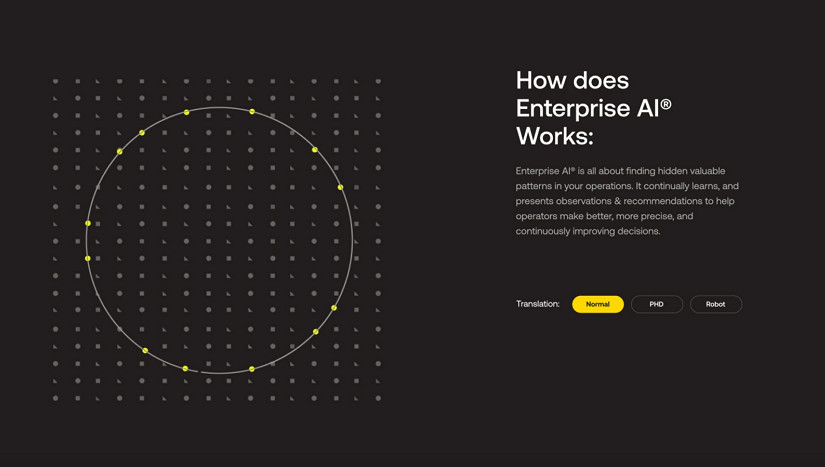 How does
Enterprise AI®
Works:
Enterprise AI® is all about finding hidden valuable
patterns in your operations. It continually learns, and
presents observations & recommendations to help
operators make better, more precise, and
continuously improving decisions.
Translation: Normal PHD Robot